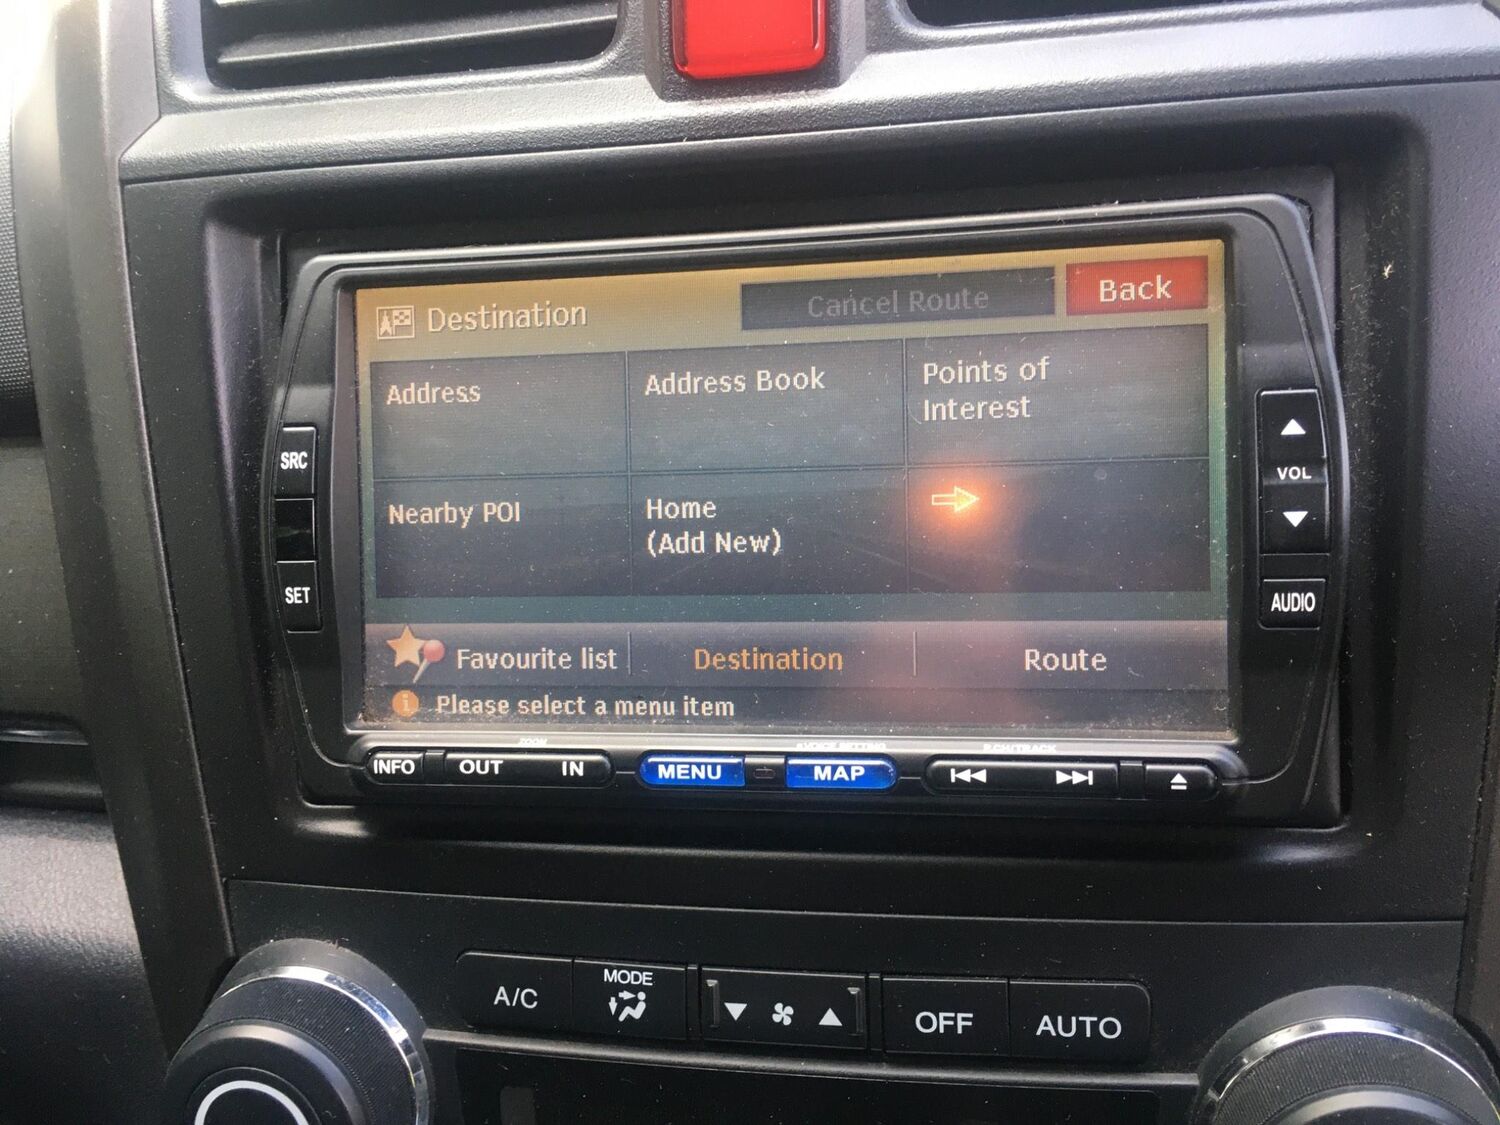 Destination
Cancel Route
Back
Address
Address Book
Points of
Interest
Nearby POI
Home
(Add New)
Favourite list
Destination
Route
i Please select a menu item
SRC
SET
VOL
AUDIO
ZOOM
INFO
OUT
IN
MENU
MAP
A/C
MODE
OFF
AUTO